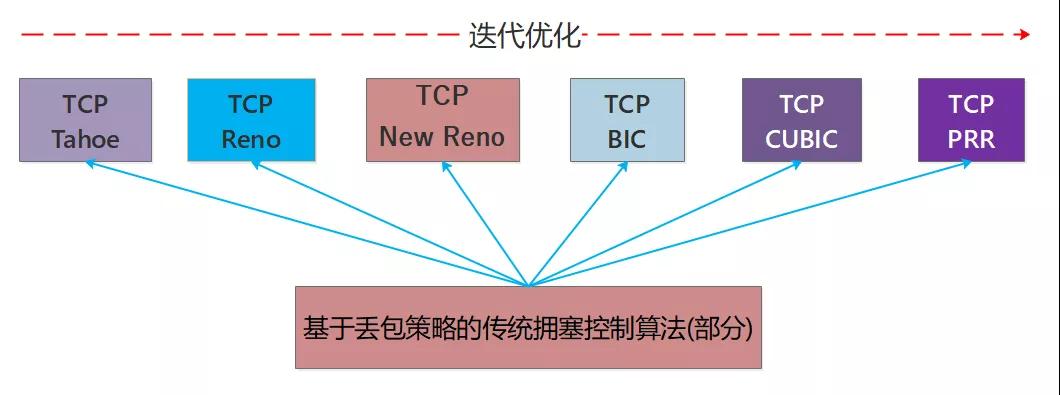 迭代优化
TCP
Tahoe
TCP
Reno
TCP
New Reno
TCP
BIC
TCP
CUBIC
TCP
PRR
基于丢包策略的传统拥塞控制算法(部分)